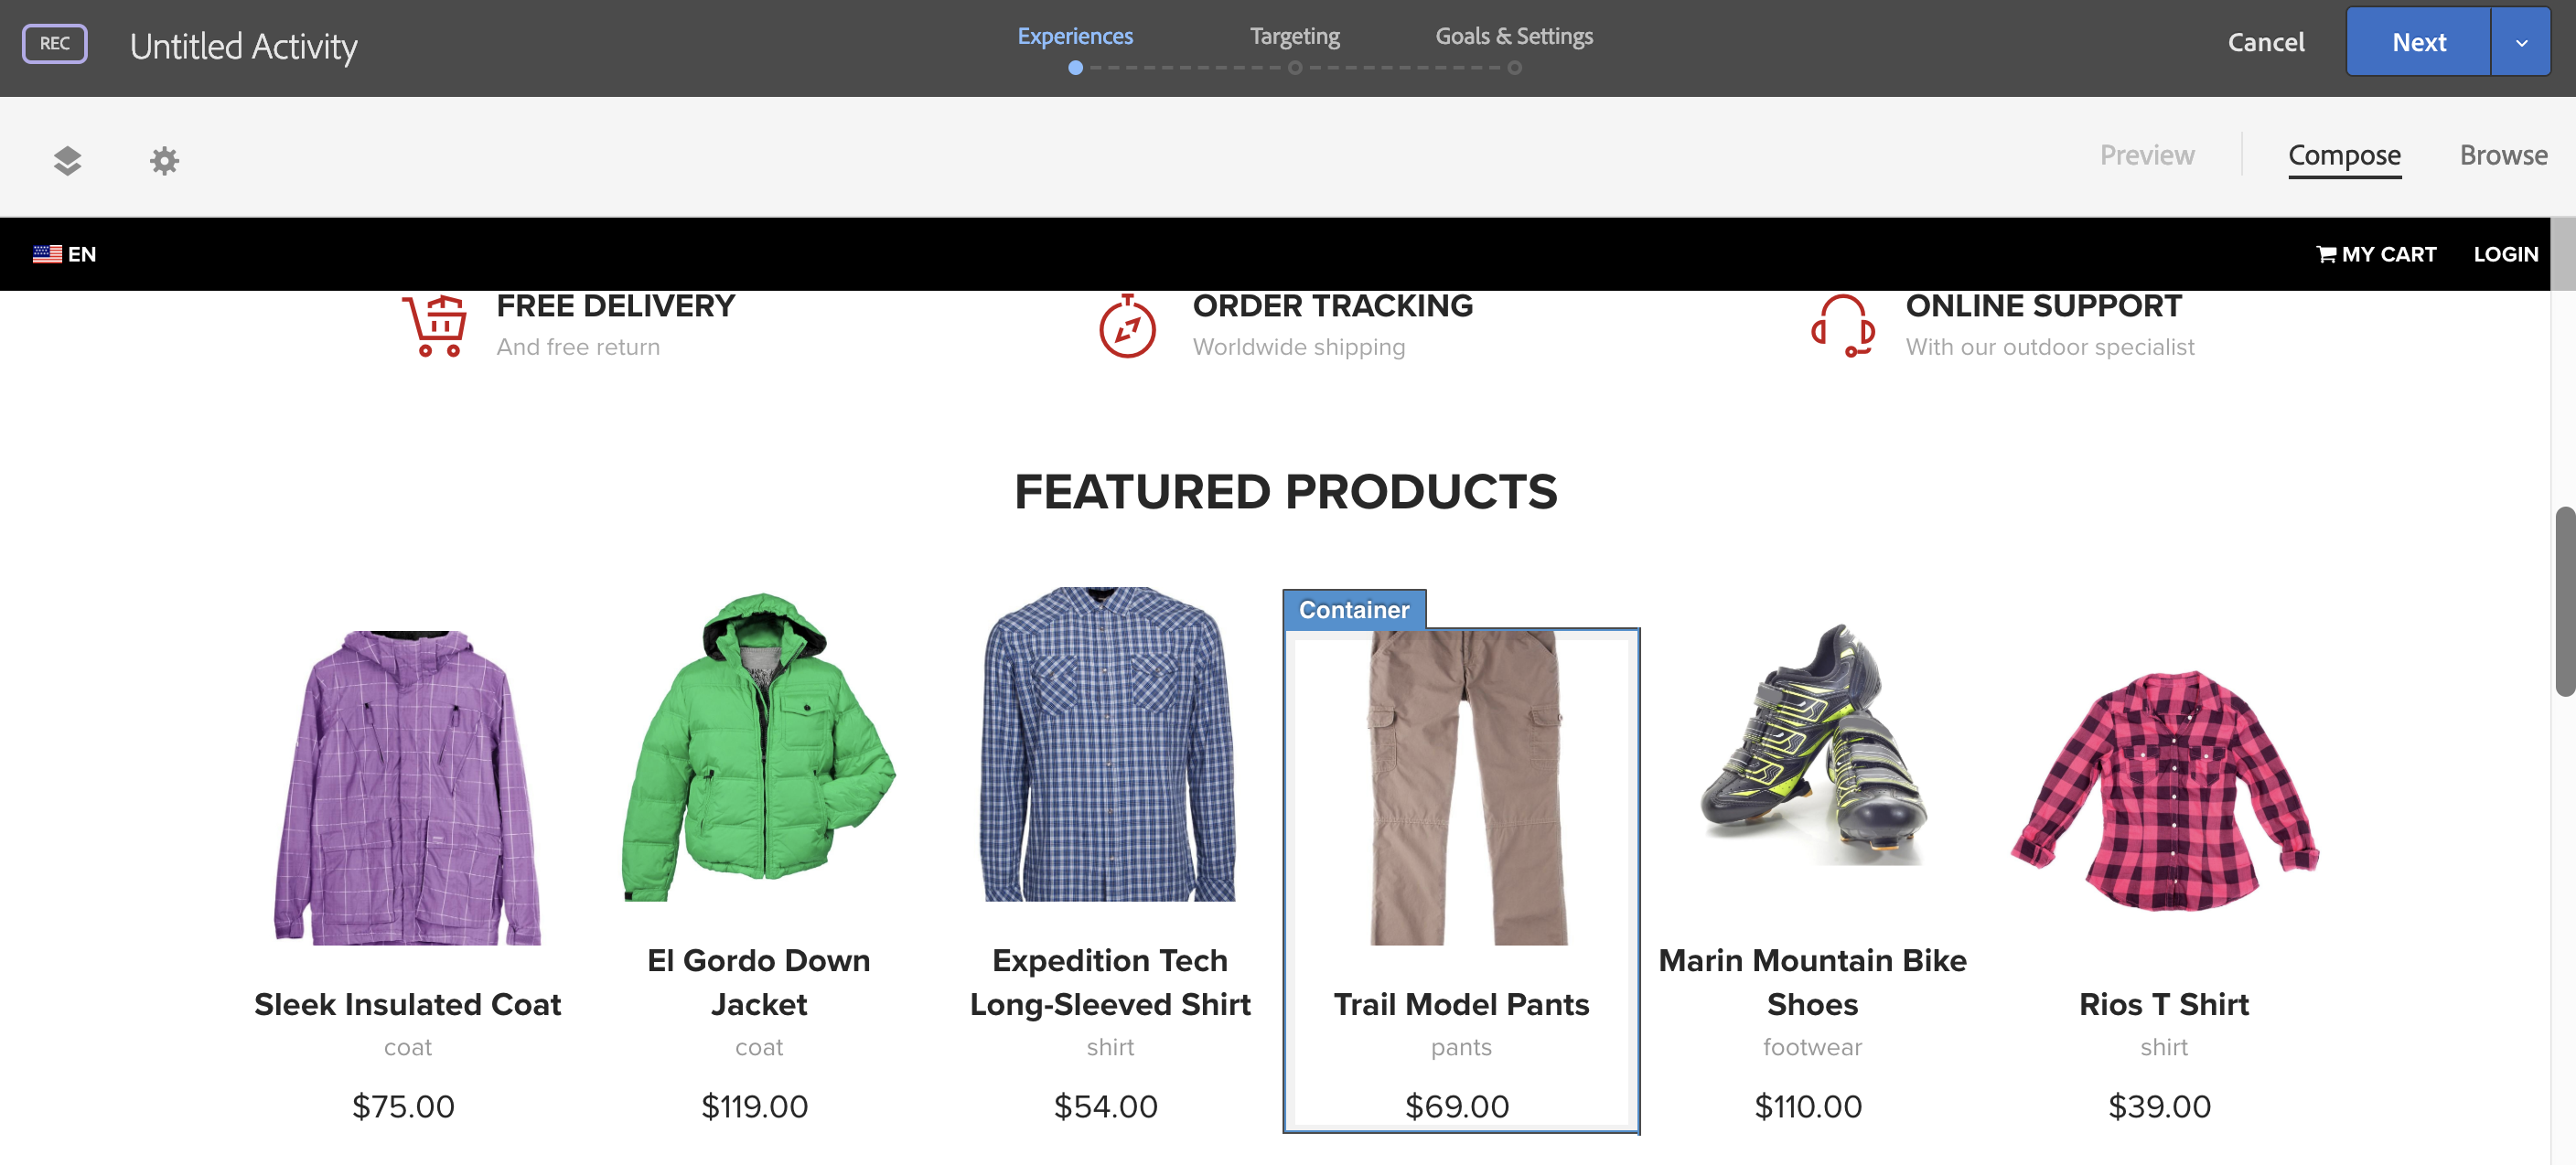 REC
Untitled Activity
Experiences
Targeting
Goals & Settings
Cancel
Next
Preview
Compose
Browse
EN
MY CART
LOGIN
FREE DELIVERY
And free return
ORDER TRACKING
Worldwide shipping
ONLINE SUPPORT
With our outdoor specialist
FEATURED PRODUCTS
Container
Sleek Insulated Coat
coat
$75.00
El Gordo Down
Jacket
coat
$119.00
Expedition Tech
Long-Sleeved Shirt
shirt
$54.00
Trail Model Pants
pants
$69.00
Marin Mountain Bike
Shoes
footwear
$110.00
Rios T Shirt
shirt
$39.00